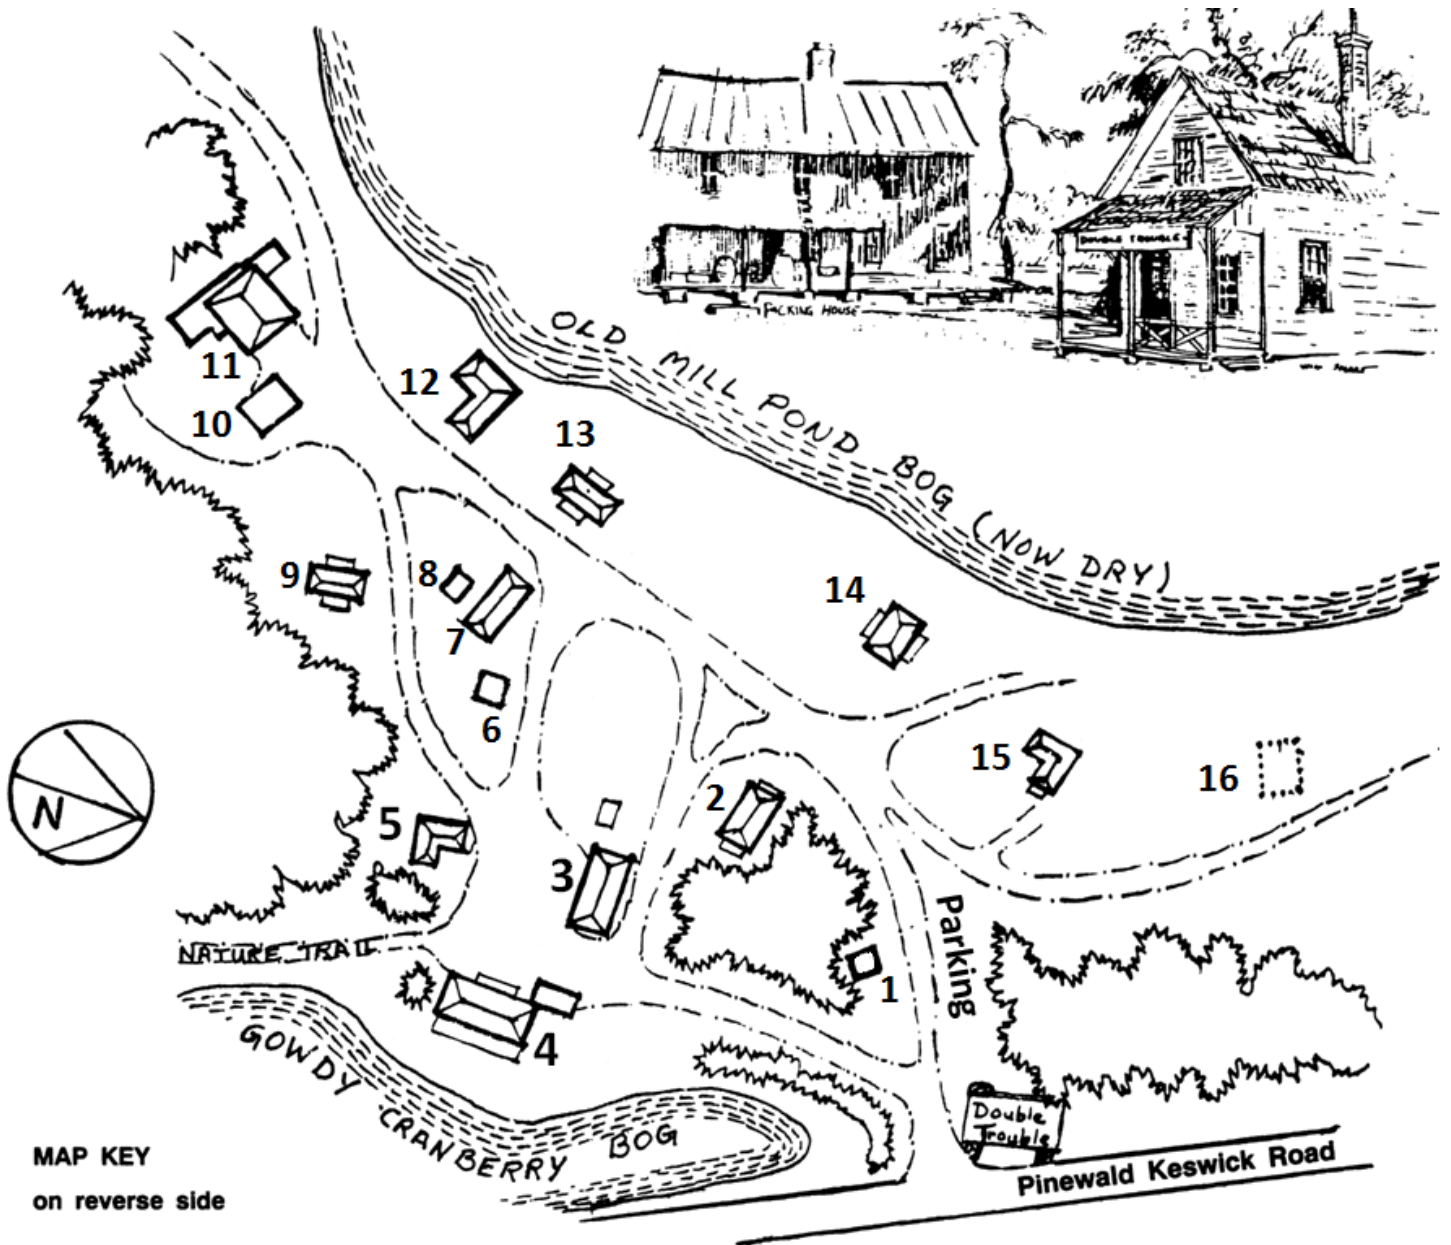 DOUBLE TROUBLE
PACKING HOUSE
OLD MILL POND BOG (NOW DRY)
11
12
10
13
9
8
14
7
6
15
16
N
5
2
3
Parking
NATURE TRAIL
1
4
GOWDY CRANBERRY BOG
Double
Trouble
Pinewald Keswick Road
MAP KEY
on reverse side